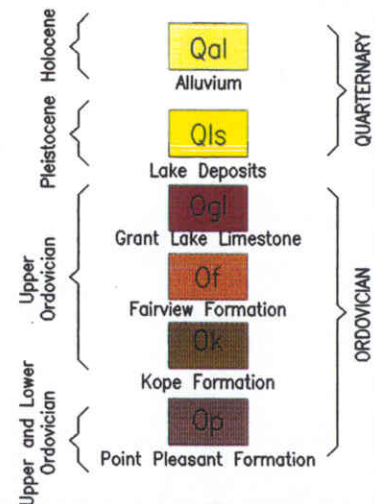 Holocene
Qal
Alluvium
QUARTERNARY
Pleistocene
Qls
Lake Deposits
Upper
Ordovician
Ogl
Grant Lake Limestone
Of
Fairview Formation
Ok
Kope Formation
ORDOVICIAN
Upper and Lower
Ordovician
Op
Point Pleasant Formation